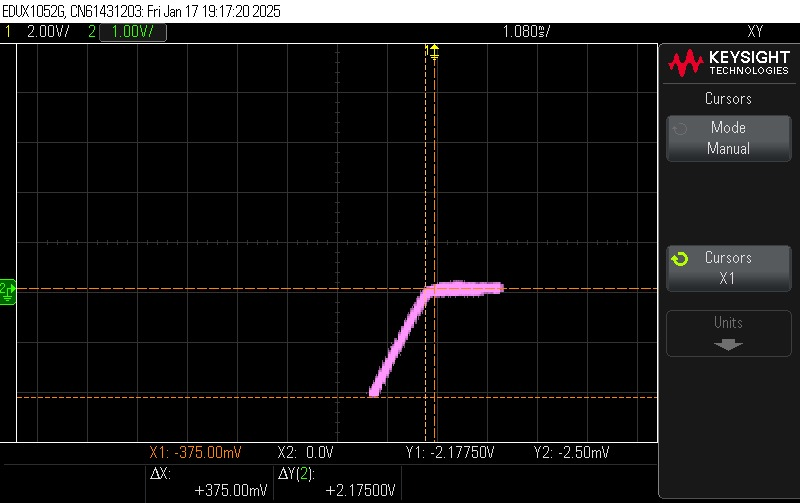 EDUX1052G, CN61431203: Fri Jan 17 19:17:20 2025
1 2.00V/ 2 1.00V/ 1.080ms/ XY
KEYSIGHT
TECHNOLOGIES
Cursors
Mode
Manual
Cursors
X1
Units
2
X1: -375.00mV X2: 0.0V Y1: -2.17750V Y2: -2.50mV
ΔX: ΔY(2):
+375.00mV +2.17500V